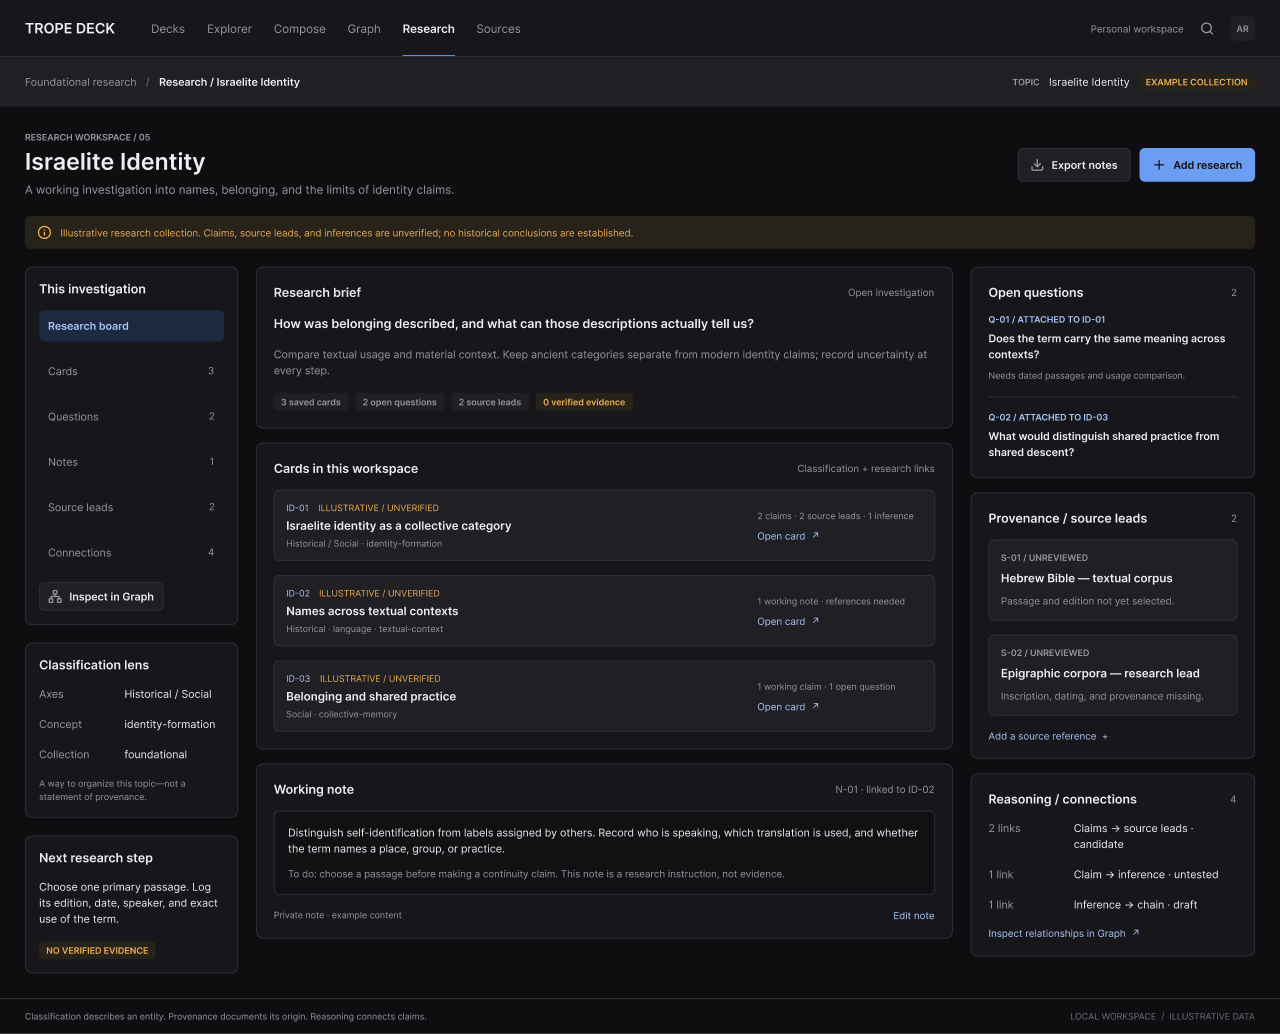 TROPE DECK
Decks
Explorer
Compose
Graph
Research
Sources
Personal workspace
AR
Foundational research / Research / Israelite Identity
TOPIC Israelite Identity EXAMPLE COLLECTION
RESEARCH WORKSPACE / 05
Israelite Identity
A working investigation into names, belonging, and the limits of identity claims.
Export notes
+ Add research
Illustrative research collection. Claims, source leads, and inferences are unverified; no historical conclusions are established.
This investigation
Research board
Cards 3
Questions 2
Notes 1
Source leads 2
Connections 4
Inspect in Graph
Classification lens
Axes Historical / Social
Concept identity-formation
Collection foundational
A way to organize this topic—not a
statement of provenance.
Next research step
Choose one primary passage. Log
its edition, date, speaker, and exact
use of the term.
NO VERIFIED EVIDENCE
Research brief
Open investigation
How was belonging described, and what can those descriptions actually tell us?
Compare textual usage and material context. Keep ancient categories separate from modern identity claims; record uncertainty at
every step.
3 saved cards
2 open questions
2 source leads
0 verified evidence
Cards in this workspace
Classification + research links
ID-01 ILLUSTRATIVE / UNVERIFIED
Israelite identity as a collective category
Historical / Social · identity-formation
2 claims · 2 source leads · 1 inference
Open card ↗
ID-02 ILLUSTRATIVE / UNVERIFIED
Names across textual contexts
Historical · language · textual-context
1 working note · references needed
Open card ↗
ID-03 ILLUSTRATIVE / UNVERIFIED
Belonging and shared practice
Social · collective-memory
1 working claim · 1 open question
Open card ↗
Working note
N-01 · linked to ID-02
Distinguish self-identification from labels assigned by others. Record who is speaking, which translation is used, and whether
the term names a place, group, or practice.
To do: choose a passage before making a continuity claim. This note is a research instruction, not evidence.
Private note · example content
Edit note
Open questions 2
Q-01 / ATTACHED TO ID-01
Does the term carry the same meaning across
contexts?
Needs dated passages and usage comparison.
Q-02 / ATTACHED TO ID-03
What would distinguish shared practice from
shared descent?
Provenance / source leads 2
S-01 / UNREVIEWED
Hebrew Bible — textual corpus
Passage and edition not yet selected.
S-02 / UNREVIEWED
Epigraphic corpora — research lead
Inscription, dating, and provenance missing.
Add a source reference +
Reasoning / connections 4
2 links Claims → source leads ·
candidate
1 link Claim → inference · untested
1 link Inference → chain · draft
Inspect relationships in Graph ↗
Classification describes an entity. Provenance documents its origin. Reasoning connects claims.
LOCAL WORKSPACE / ILLUSTRATIVE DATA